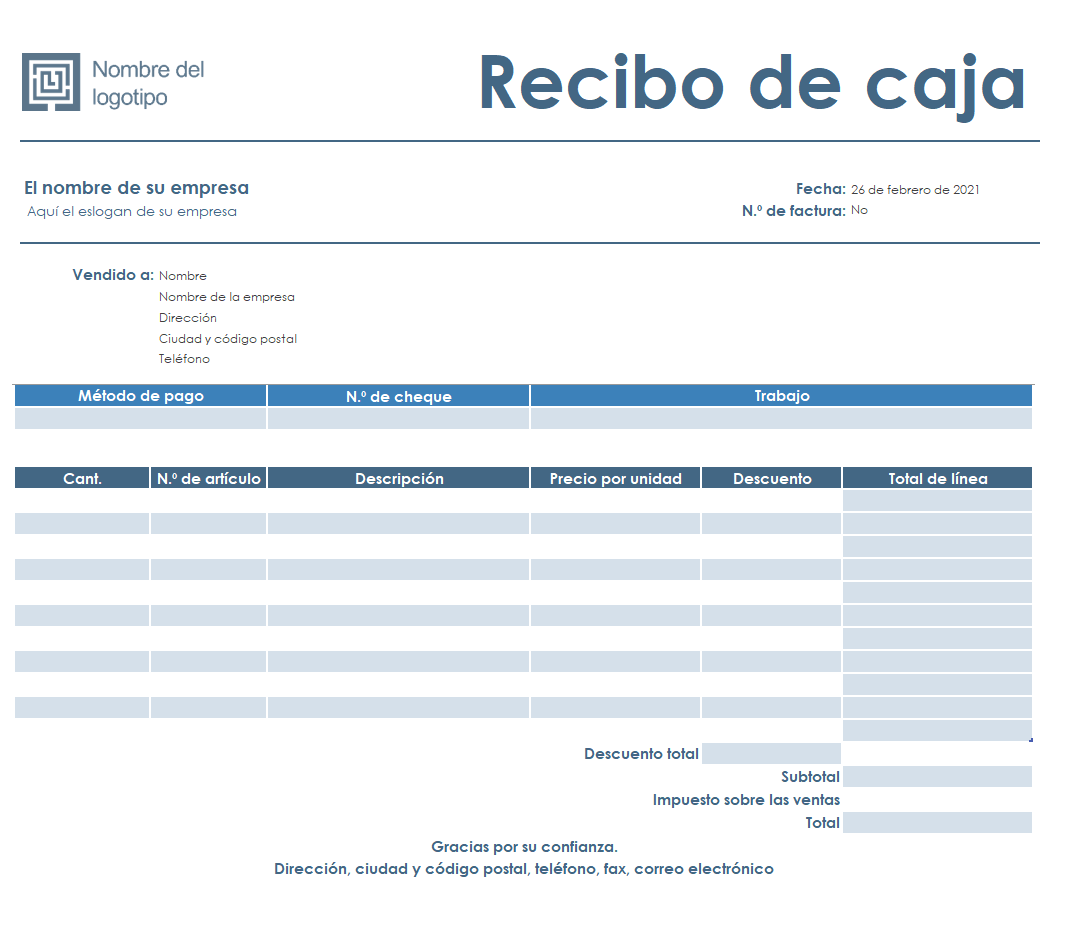 Nombre del
logotipo
Recibo de caja
El nombre de su empresa
Aquí el eslogan de su empresa
Fecha: 26 de febrero de 2021
N.º de factura: No
Vendido a: Nombre
Nombre de la empresa
Dirección
Ciudad y código postal
Teléfono
Método de pago N.º de cheque Trabajo
Cant. N.º de artículo Descripción Precio por unidad Descuento Total de línea
Descuento total
Subtotal
Impuesto sobre las ventas
Total
Gracias por su confianza.
Dirección, ciudad y código postal, teléfono, fax, correo electrónico